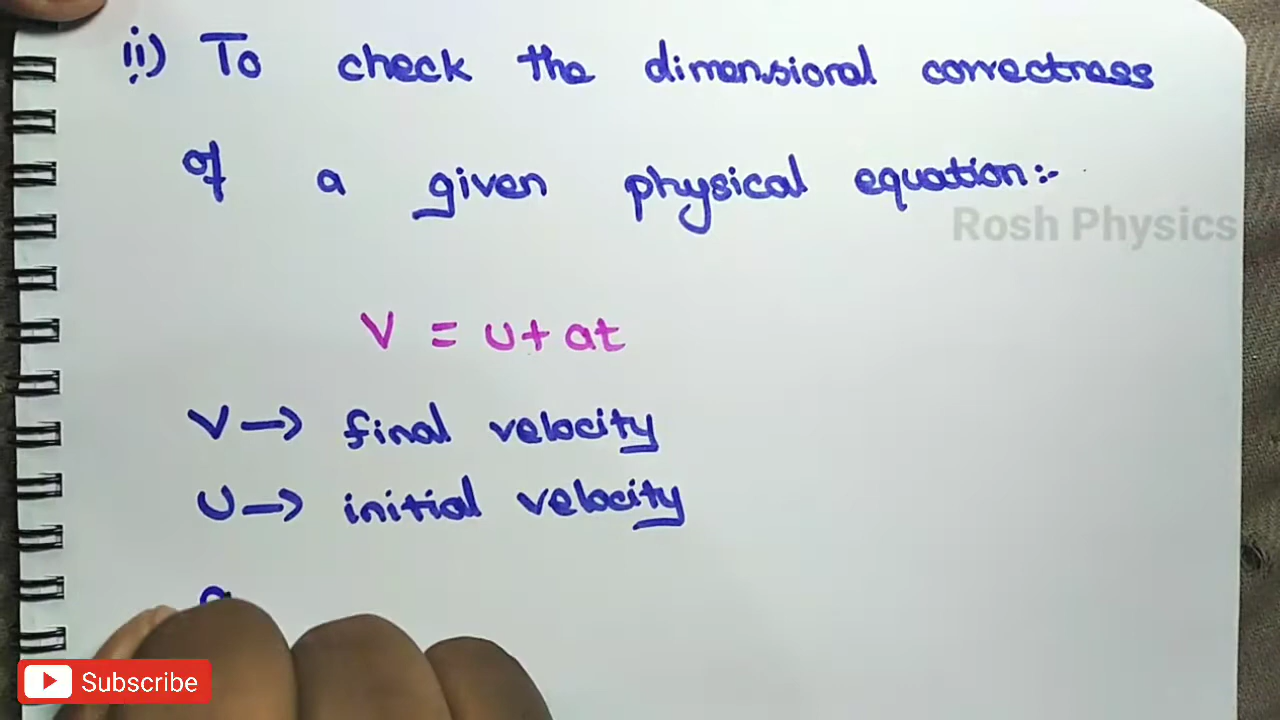 ii) To check the dimensional correctness
of a given physical equation:-
Rosh Physics
V = u + at
V → final velocity
u → initial velocity
a
Subscribe